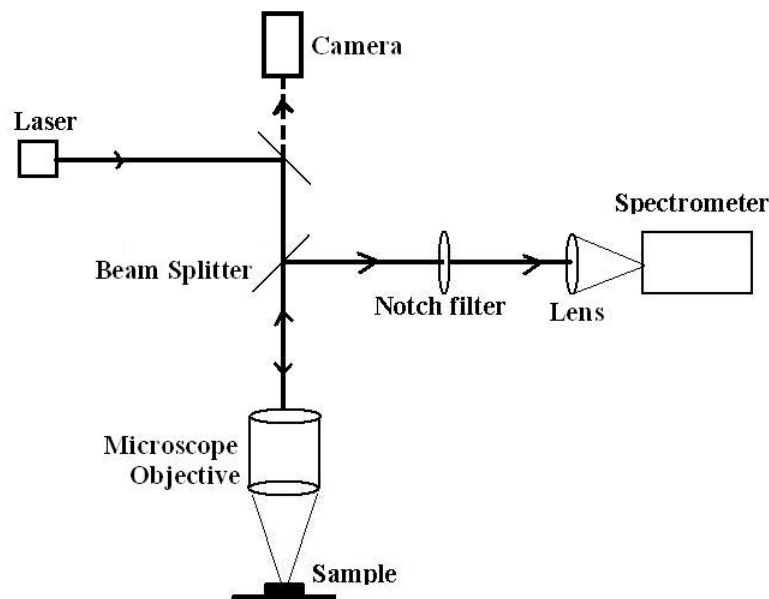 Camera
Laser
Spectrometer
Beam Splitter
Notch filter
Lens
Microscope
Objective
Sample